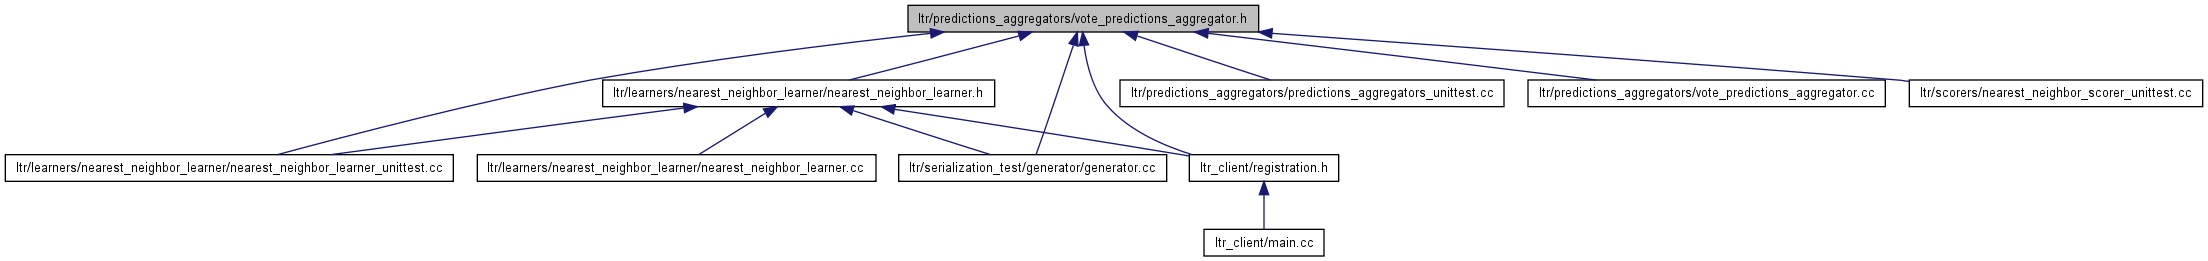 ltr/predictions_aggregators/vote_predictions_aggregator.h
ltr/learners/nearest_neighbor_learner/nearest_neighbor_learner.h
ltr/predictions_aggregators/predictions_aggregators_unittest.cc
ltr/predictions_aggregators/vote_predictions_aggregator.cc
ltr/scorers/nearest_neighbor_scorer_unittest.cc
ltr/learners/nearest_neighbor_learner/nearest_neighbor_learner_unittest.cc
ltr/learners/nearest_neighbor_learner/nearest_neighbor_learner.cc
ltr/serialization_test/generator/generator.cc
ltr_client/registration.h
ltr_client/main.cc